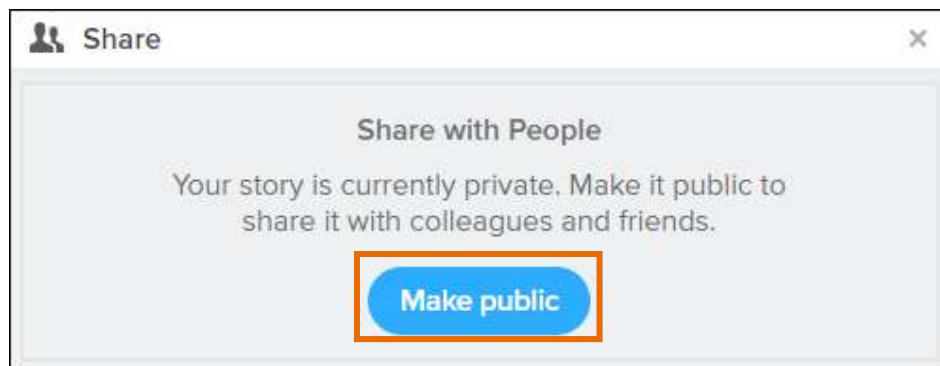 Share
Share with People
Your story is currently private. Make it public to
share it with colleagues and friends.
Make public